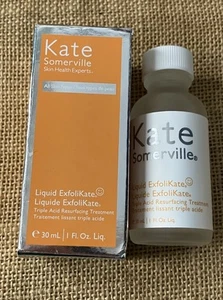 Kate
Somerville
Skin Health Experts.
Liquid ExfoliKate.
Liquide ExfoliKate.
Triple Acid Resurfacing Treatment
Traitement lissant triple acide
e 30 mL | 1 Fl. Oz. Liq.
Kate
Somerville
Liquid ExfoliKate.
Liquide ExfoliKate.
Triple Acid Resurfacing Treatment
Traitement lissant triple acide
1 Fl. Oz. Liq.